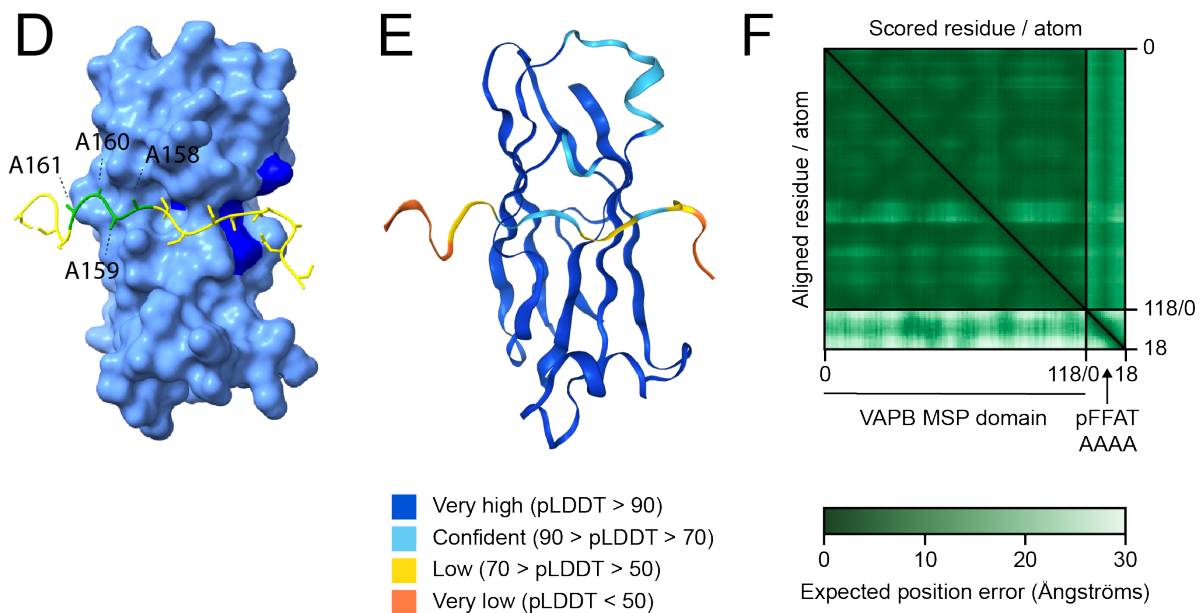 D
A161
A160
A158
A159
E
Very high (pLDDT > 90)
Confident (90 > pLDDT > 70)
Low (70 > pLDDT > 50)
Very low (pLDDT < 50)
F
Scored residue / atom
Aligned residue / atom
0
118/0
18
0
118/0
18
VAPB MSP domain
pFFAT
AAAA
0
10
20
30
Expected position error (Ångströms)